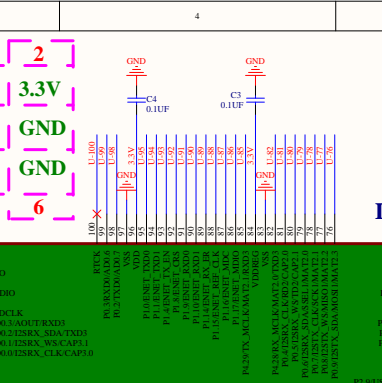 4
2
3.3V
GND
GND
6
GND
C4
0.1UF
GND
C3
0.1UF
U-100
U-99
U-98
GND
3.3V
U-95
U-94
U-93
U-92
U-91
U-90
U-89
U-88
U-87
U-86
U-85
3.3V
GND
U-82
U-81
U-80
U-79
U-78
U-77
U-76
100
99
98
97
96
95
94
93
92
91
90
89
88
87
86
85
84
83
82
81
80
79
78
77
76
RTCK
P0.3/RXD0/AD0.6
P0.2/TXD0/AD0.7
VSS
VDD
P1.0/ENET_TXD0
P1.1/ENET_TXD1
P1.4/ENET_TX_EN
P1.8/ENET_CRS
P1.9/ENET_RXD0
P1.10/ENET_RXD1
P1.14/ENET_RX_ER
P1.15/ENET_REF_CLK
P1.16/ENET_MDC
P1.17/ENET_MDIO
P4.29/TX_MCLK/MAT2.1/RXD3
VDDREG
VSS
P4.28/RX_MCLK/MAT2.0/TXD3
P0.4/I2SRX_CLK/RD2/CAP2.0
P0.5/I2SRX_WS/TD2/CAP2.1
P0.6/I2SRX_SDA/SSEL1/MAT2.0
P0.7/I2STX_CLK/SCK1/MAT2.1
P0.8/I2STX_WS/MISO1/MAT2.2
P0.9/I2STX_SDA/MOSI1/MAT2.3
O
DIO
DCLK
0.3/AOUT/RXD3
0.2/I2SRX_SDA/TXD3
0.1/I2SRX_WS/CAP3.1
0.0/I2SRX_CLK/CAP3.0